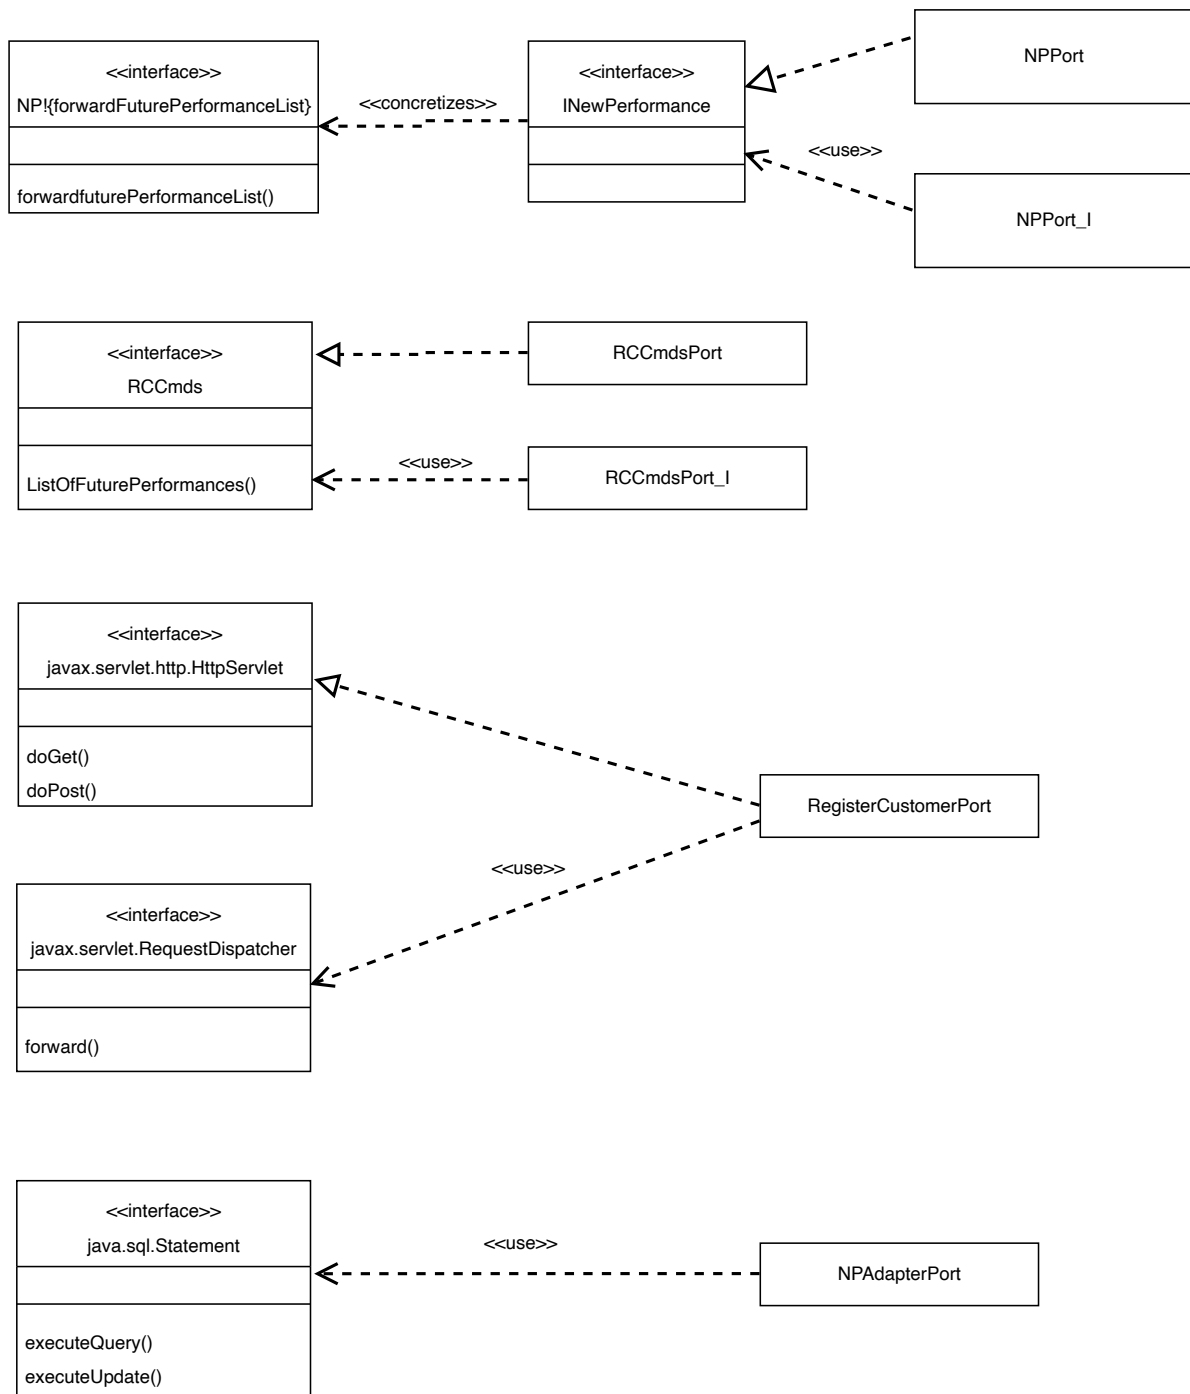 <<interface>>
NP!{forwardFuturePerformanceList}
forwardfuturePerformanceList()
<<concretizes>>
<<interface>>
INewPerformance
NPPort
<<use>>
NPPort_I
<<interface>>
RCCmds
ListOfFuturePerformances()
RCCmdsPort
<<use>>
RCCmdsPort_I
<<interface>>
javax.servlet.http.HttpServlet
doGet()
doPost()
RegisterCustomerPort
<<use>>
<<interface>>
javax.servlet.RequestDispatcher
forward()
<<interface>>
java.sql.Statement
executeQuery()
executeUpdate()
<<use>>
NPAdapterPort